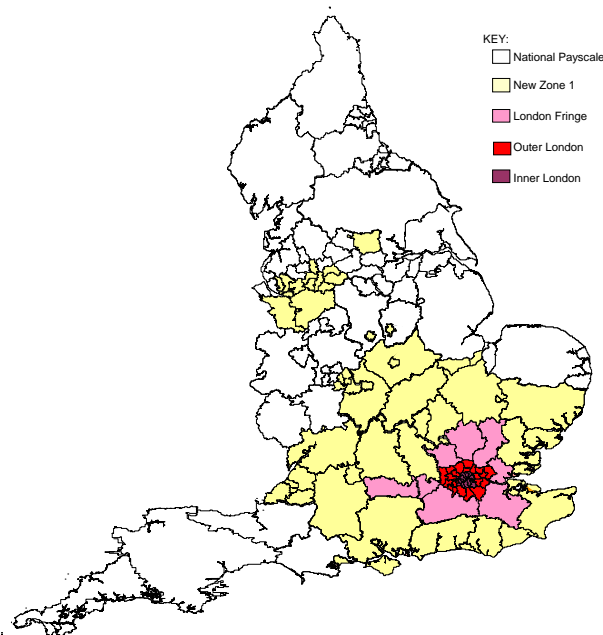 KEY:
National Payscale
New Zone 1
London Fringe
Outer London
Inner London